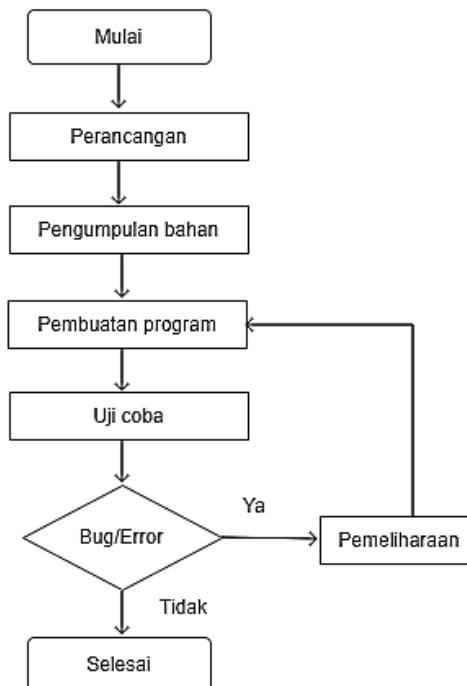 Mulai
Perancangan
Pengumpulan bahan
Pembuatan program
Uji coba
Bug/Error
Ya
Pemeliharaan
Tidak
Selesai